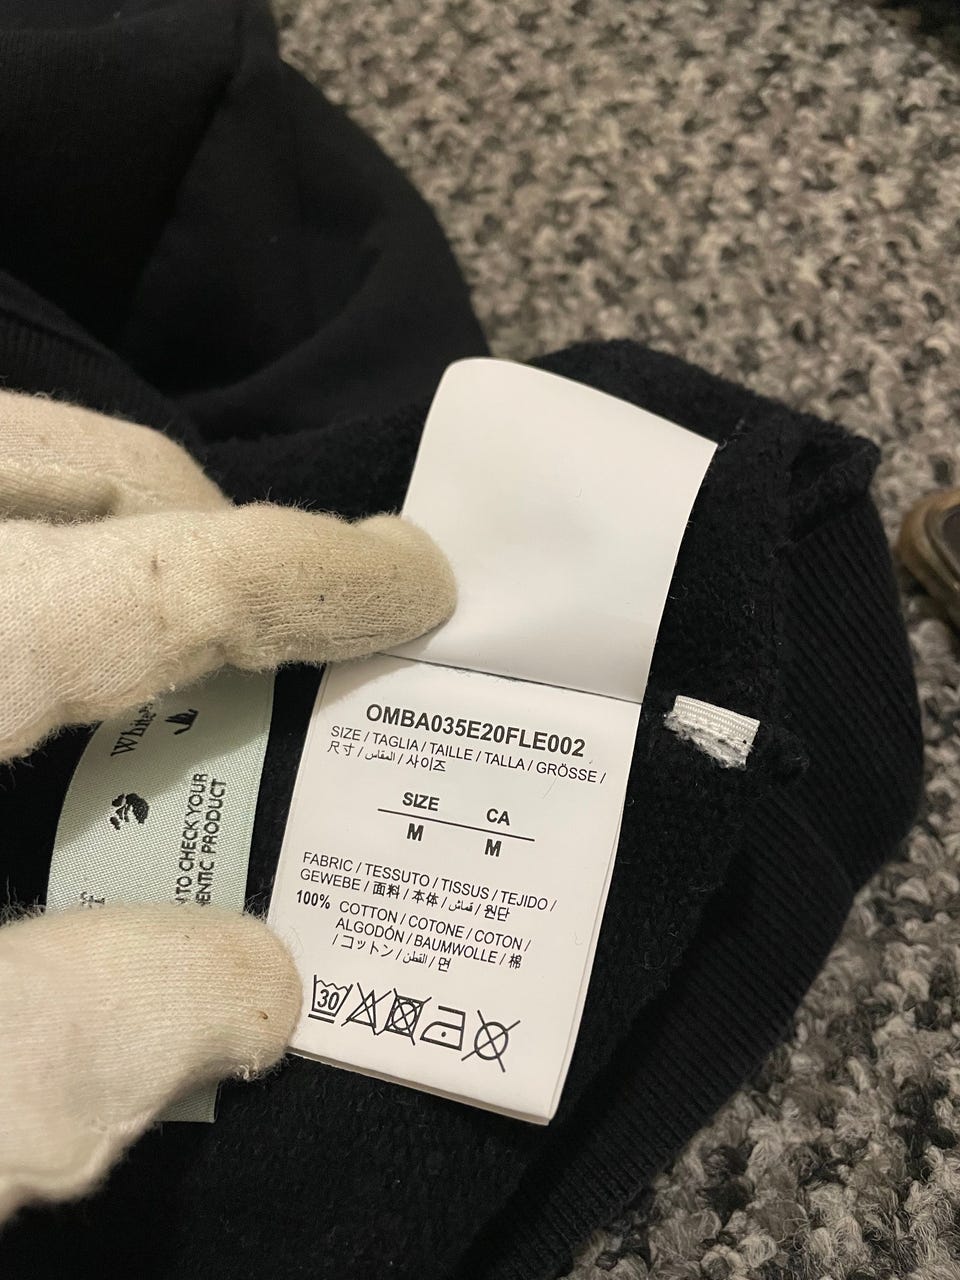 OMBA035E20FLE002
SIZE / TAGLIA / TAILLE / TALLA / GRÖSSE /
尺寸 / المقاس / 사이즈
SIZE CA
M M
FABRIC / TESSUTO / TISSUS / TEJIDO /
GEWEBE / 面料 / 本体 / قماش / 원단
100% COTTON / COTONE / COTON /
ALGODÓN / BAUMWOLLE / 棉
/ コットン / القطن / 면
30
TO CHECK YOUR
PRODUCT